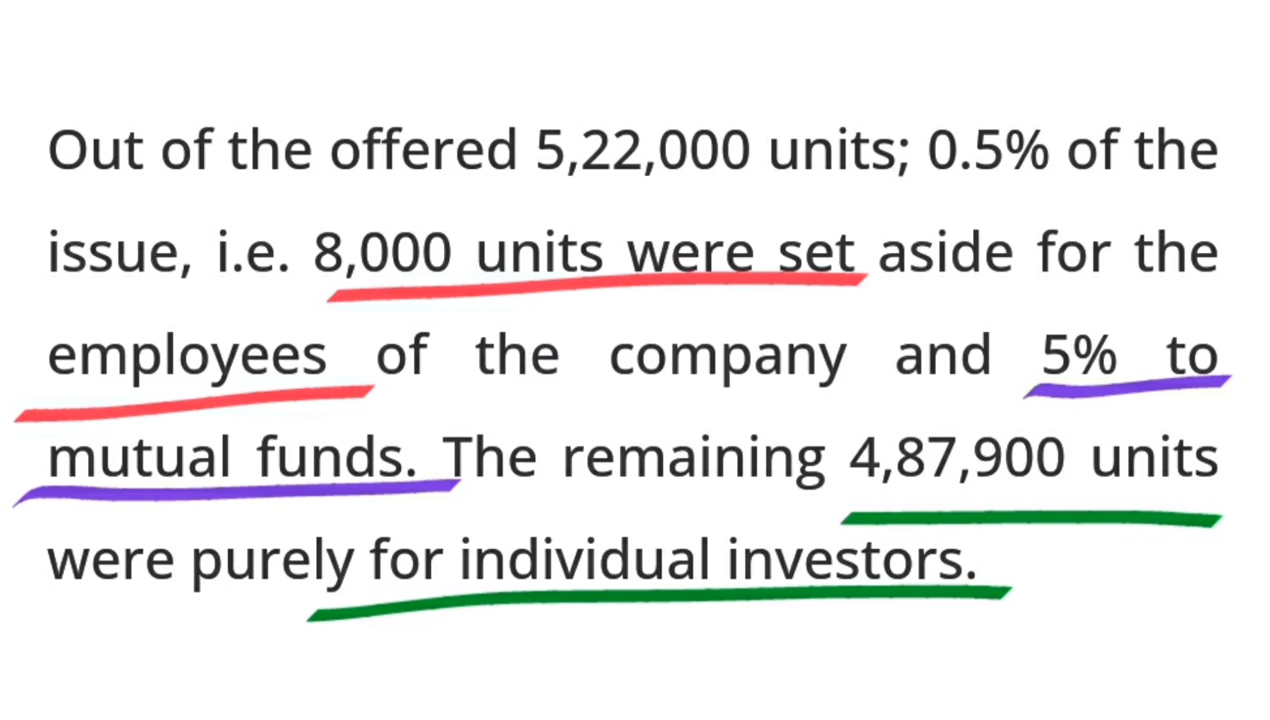 Out of the offered 5,22,000 units; 0.5% of the
issue, i.e. 8,000 units were set aside for the
employees of the company and 5% to
mutual funds. The remaining 4,87,900 units
were purely for individual investors.